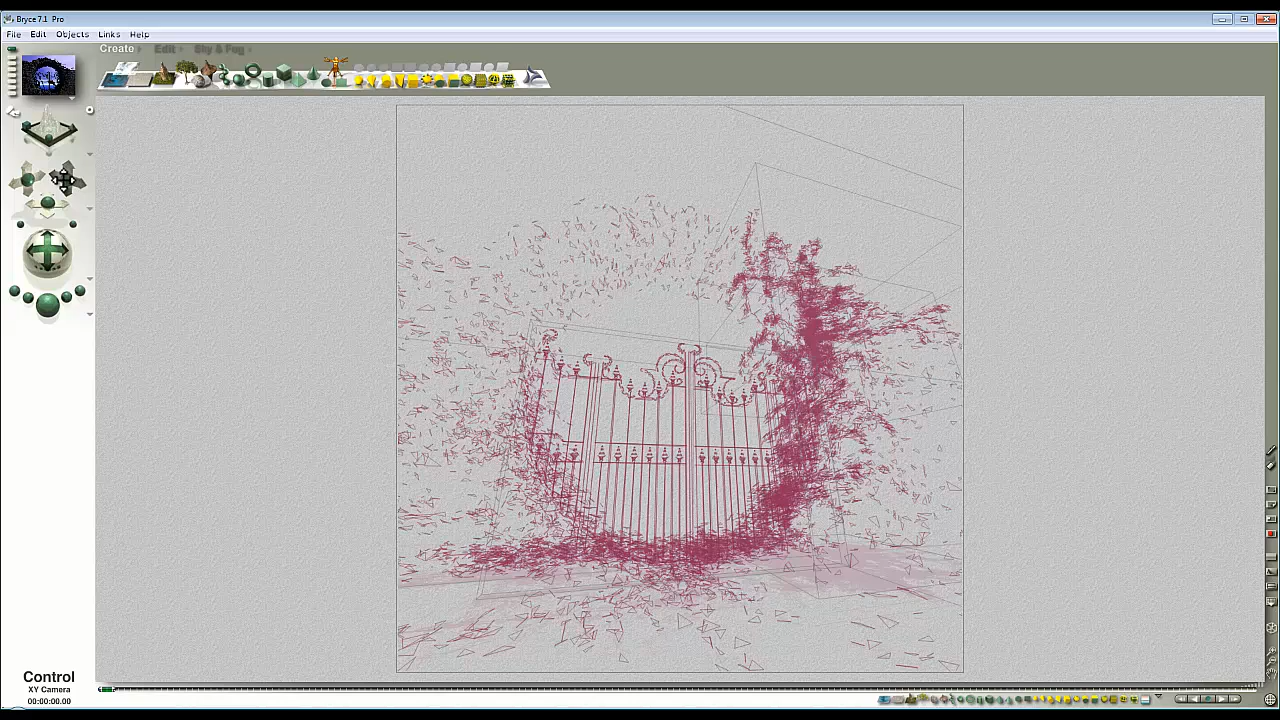 Bryce 7.1 Pro
File Edit Objects Links Help
Create Edit Sky & Fog
Control
XY Camera
00:00:00.00